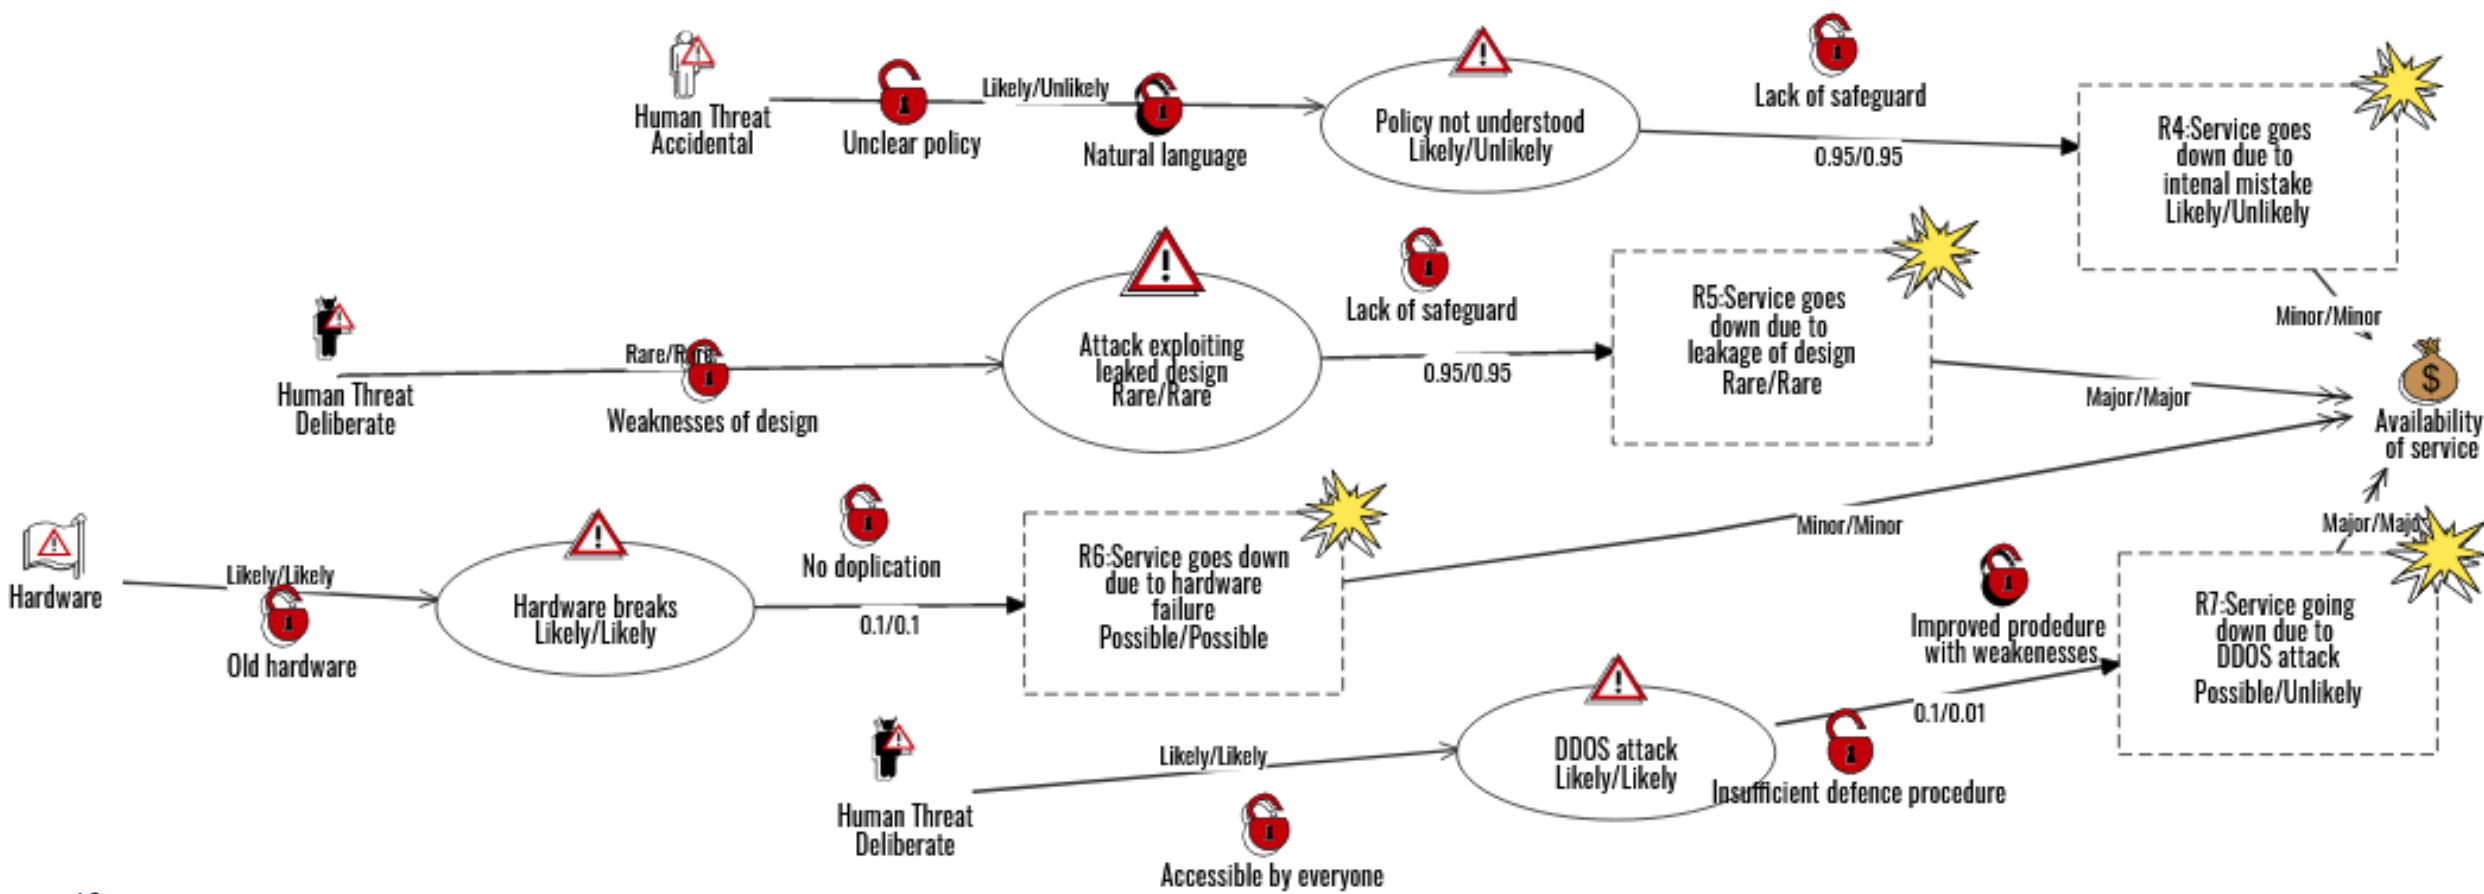 Human Threat
Accidental
Unclear policy
Likely/Unlikely
Natural language
Policy not understood
Likely/Unlikely
Lack of safeguard
0.95/0.95
R4:Service goes
down due to
intenal mistake
Likely/Unlikely
Minor/Minor
Human Threat
Deliberate
Rare/Rare
Weaknesses of design
Attack exploiting
leaked design
Rare/Rare
Lack of safeguard
0.95/0.95
R5:Service goes
down due to
leakage of design
Rare/Rare
Major/Major
$
Availability
of service
Hardware
Likely/Likely
Old hardware
Hardware breaks
Likely/Likely
No doplication
0.1/0.1
R6:Service goes down
due to hardware
failure
Possible/Possible
Minor/Minor
Human Threat
Deliberate
Likely/Likely
Accessible by everyone
DDOS attack
Likely/Likely
Insufficient defence procedure
Improved prodedure
with weakenesses
0.1/0.01
R7:Service going
down due to
DDOS attack
Possible/Unlikely
Major/Major